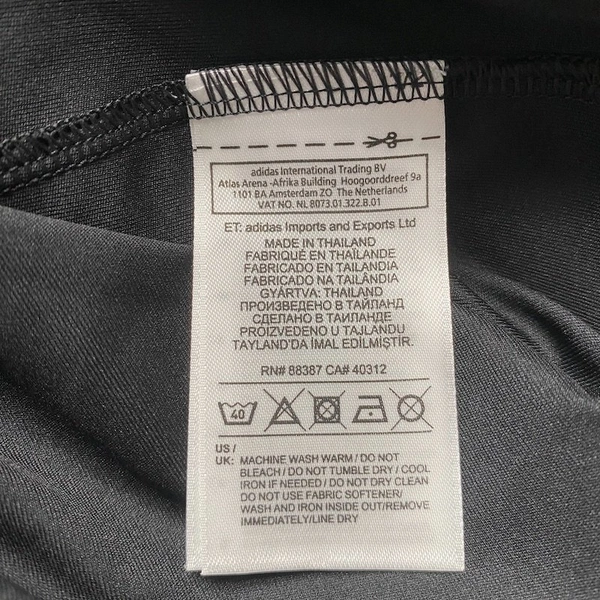 adidas International Trading BV
Atlas Arena -Afrika Building Hoogoorddreef 9a
1101 BA Amsterdam ZO The Netherlands
VAT NO. NL 8073.01.322.B.01
ET: adidas Imports and Exports Ltd
MADE IN THAILAND
FABRIQUÉ EN THAÏLANDE
FABRICADO EN TAILANDIA
FABRICADO NA TAILÂNDIA
GYÁRTVA: THAILAND
ПРОИЗВЕДЕНО В ТАЙЛАНД
СДЕЛАНО В ТАИЛАНДЕ
PROIZVEDENO U TAJLANDU
TAYLAND'DA İMAL EDİLMİŞTİR.
RN# 88387 CA# 40312
40
US /
UK: MACHINE WASH WARM / DO NOT
BLEACH / DO NOT TUMBLE DRY / COOL
IRON IF NEEDED / DO NOT DRY CLEAN
DO NOT USE FABRIC SOFTENER/
WASH AND IRON INSIDE OUT/REMOVE
IMMEDIATELY/LINE DRY